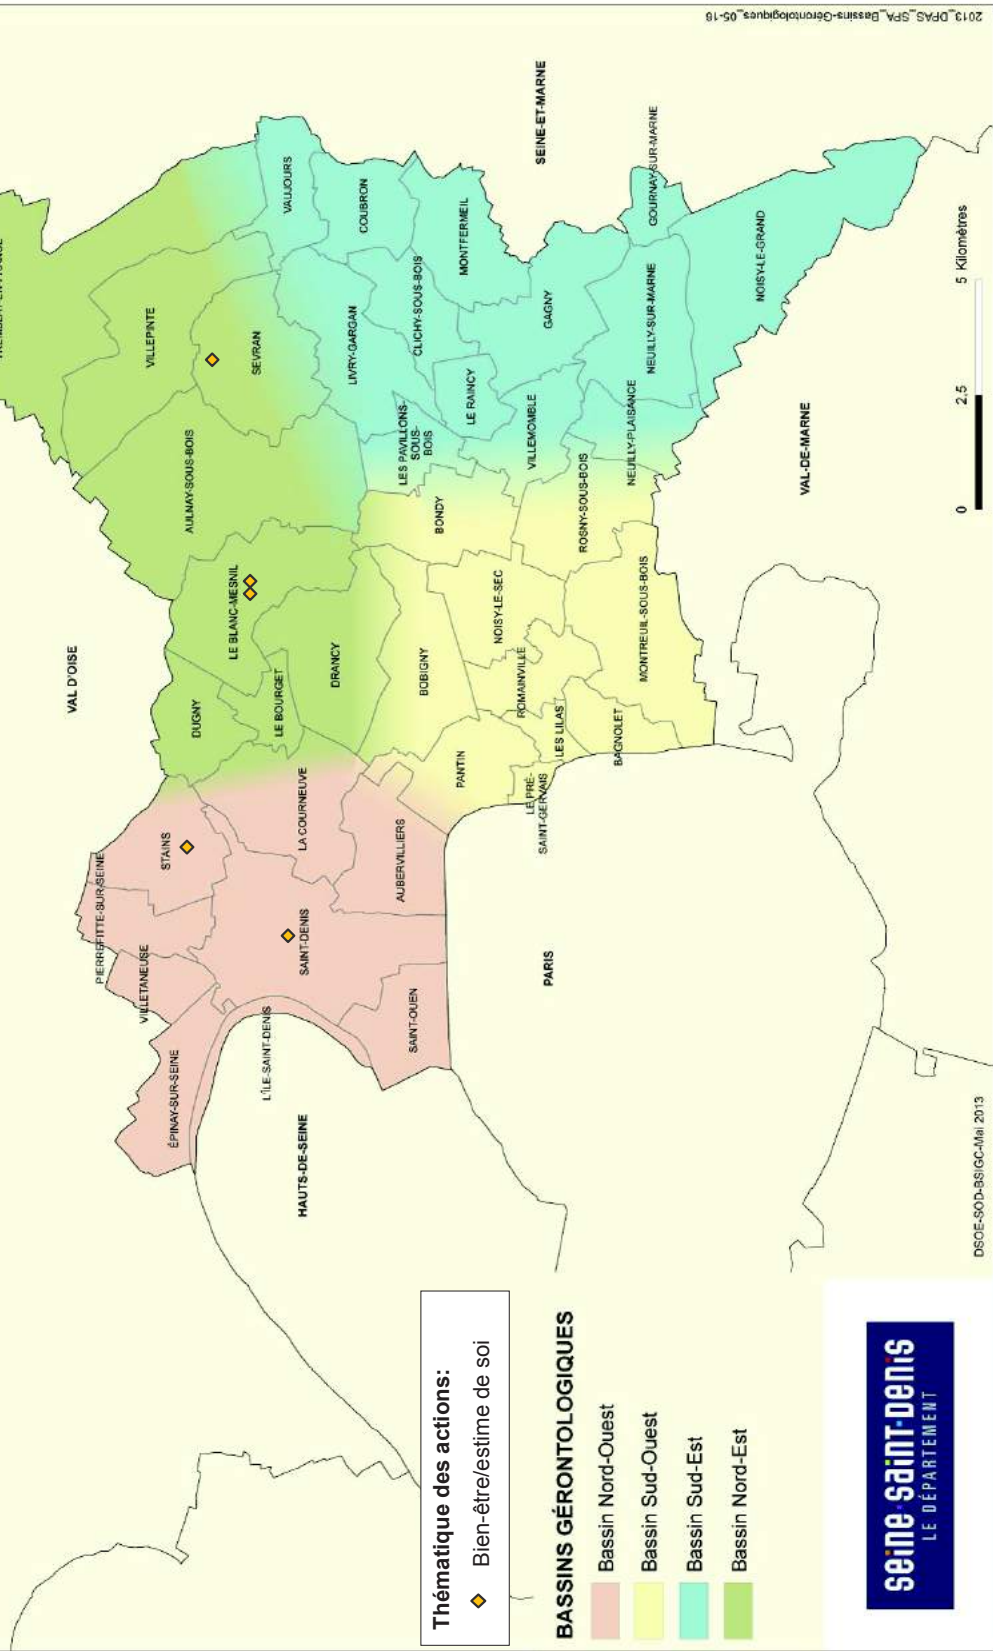 2013_DPAS_SPA_Bassins-Gérontologiques_05-16
VAL D'OISE
SEINE-ET-MARNE
VILLEPINTE
SEVRAN
AULNAY-SOUS-BOIS
LE BLANC-MESNIL
DUGNY
LE BOURGET
DRANCY
VAUJOURS
COUBRON
LIVRY-GARGAN
CLICHY-SOUS-BOIS
MONTFERMEIL
LES PAVILLONS-
SOUS-
BOIS
LE RAINCY
GAGNY
VILLEMOMBLE
NEUILLY-SUR-MARNE
NEUILLY-PLAISANCE
GOURNAY-SUR-MARNE
NOISY-LE-GRAND
PIERREFITTE-SUR-SEINE
STAINS
VILLETANEUSE
ÉPINAY-SUR-SEINE
L'ÎLE-SAINT-DENIS
SAINT-DENIS
LA COURNEUVE
AUBERVILLIERS
SAINT-OUEN
BOBIGNY
BONDY
PANTIN
NOISY-LE-SEC
ROMAINVILLE
LE PRÉ-
SAINT-GERVAIS
LES LILAS
BAGNOLET
ROSNY-SOUS-BOIS
MONTREUIL-SOUS-BOIS
HAUTS-DE-SEINE
PARIS
VAL-DE-MARNE
0 2.5 5 Kilomètres
Thématique des actions:
Bien-être/estime de soi
BASSINS GÉRONTOLOGIQUES
Bassin Nord-Ouest
Bassin Sud-Ouest
Bassin Sud-Est
Bassin Nord-Est
seine-saint-denis
LE DÉPARTEMENT
DSOE-SOD-BSIGC-Mai 2013